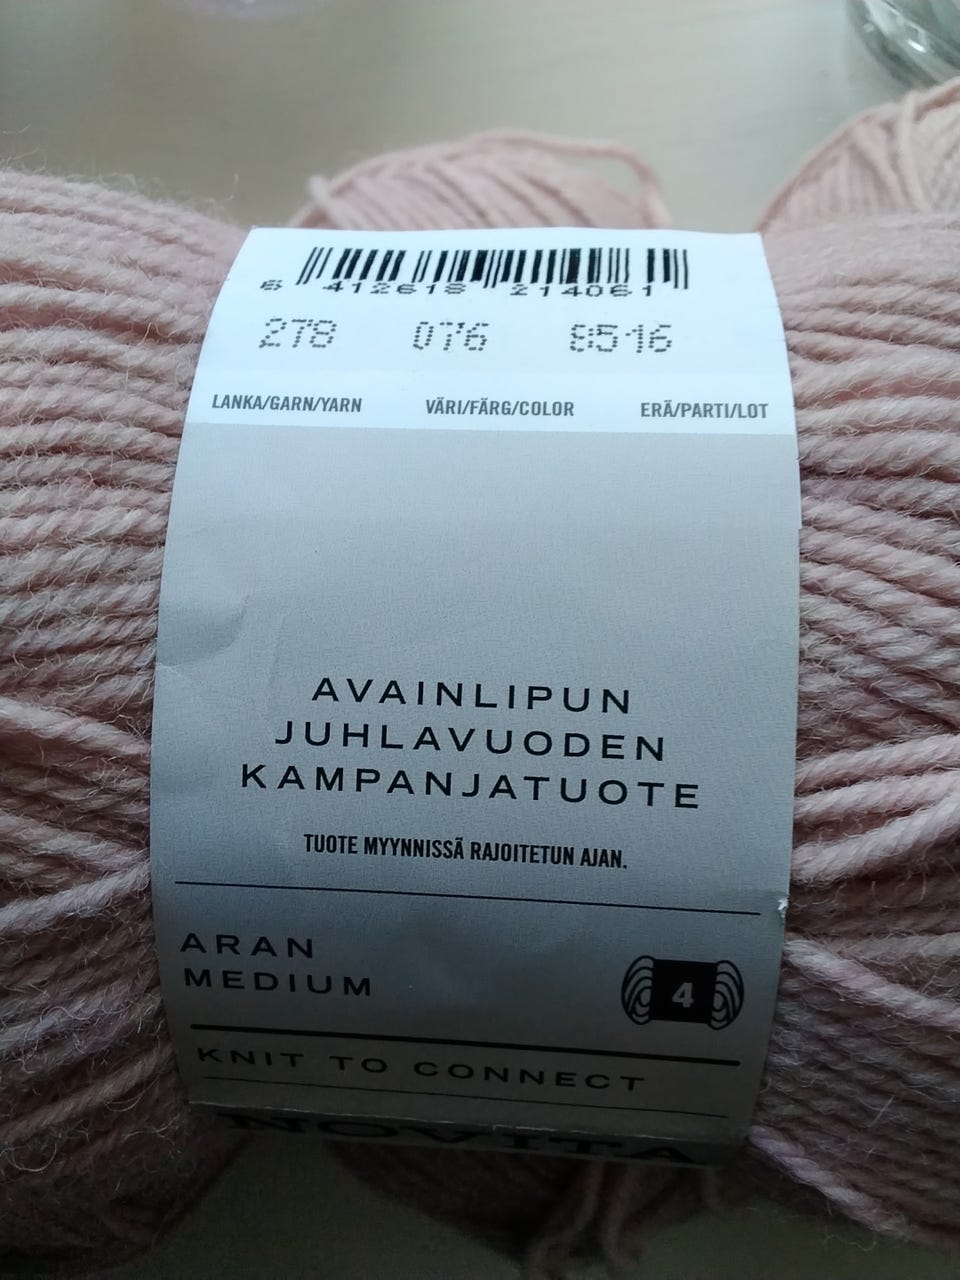 6 412618 214061
278 076 8516
LANKA/GARN/YARN VÄRI/FÄRG/COLOR ERÄ/PARTI/LOT
AVAINLIPUN
JUHLAVUODEN
KAMPANJATUOTE
TUOTE MYYNNISSÄ RAJOITETUN AJAN.
ARAN
MEDIUM
4
KNIT TO CONNECT
NOVITA